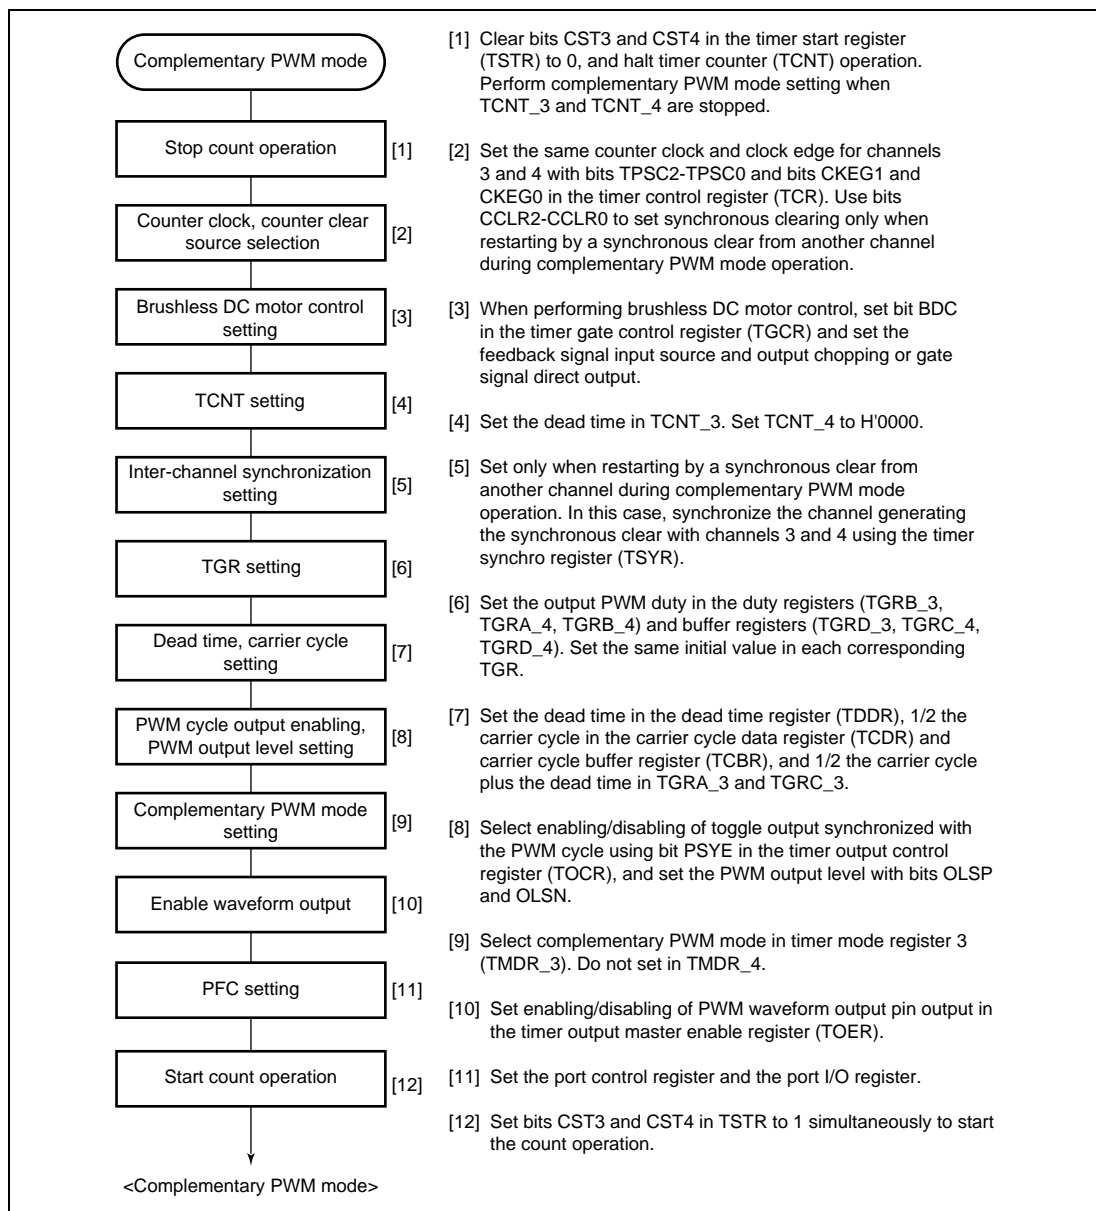 Complementary PWM mode
Stop count operation
[1]
Counter clock, counter clear
source selection
[2]
Brushless DC motor control
setting
[3]
TCNT setting
[4]
Inter-channel synchronization
setting
[5]
TGR setting
[6]
Dead time, carrier cycle
setting
[7]
PWM cycle output enabling,
PWM output level setting
[8]
Complementary PWM mode
setting
[9]
Enable waveform output
[10]
PFC setting
[11]
Start count operation
[12]
<Complementary PWM mode>
[1] Clear bits CST3 and CST4 in the timer start register
(TSTR) to 0, and halt timer counter (TCNT) operation.
Perform complementary PWM mode setting when
TCNT_3 and TCNT_4 are stopped.
[2] Set the same counter clock and clock edge for channels
3 and 4 with bits TPSC2-TPSC0 and bits CKEG1 and
CKEG0 in the timer control register (TCR). Use bits
CCLR2-CCLR0 to set synchronous clearing only when
restarting by a synchronous clear from another channel
during complementary PWM mode operation.
[3] When performing brushless DC motor control, set bit BDC
in the timer gate control register (TGCR) and set the
feedback signal input source and output chopping or gate
signal direct output.
[4] Set the dead time in TCNT_3. Set TCNT_4 to H'0000.
[5] Set only when restarting by a synchronous clear from
another channel during complementary PWM mode
operation. In this case, synchronize the channel generating
the synchronous clear with channels 3 and 4 using the timer
synchro register (TSYR).
[6] Set the output PWM duty in the duty registers (TGRB_3,
TGRA_4, TGRB_4) and buffer registers (TGRD_3, TGRC_4,
TGRD_4). Set the same initial value in each corresponding
TGR.
[7] Set the dead time in the dead time register (TDDR), 1/2 the
carrier cycle in the carrier cycle data register (TCDR) and
carrier cycle buffer register (TCBR), and 1/2 the carrier cycle
plus the dead time in TGRA_3 and TGRC_3.
[8] Select enabling/disabling of toggle output synchronized with
the PWM cycle using bit PSYE in the timer output control
register (TOCR), and set the PWM output level with bits OLSP
and OLSN.
[9] Select complementary PWM mode in timer mode register 3
(TMDR_3). Do not set in TMDR_4.
[10] Set enabling/disabling of PWM waveform output pin output in
the timer output master enable register (TOER).
[11] Set the port control register and the port I/O register.
[12] Set bits CST3 and CST4 in TSTR to 1 simultaneously to start
the count operation.